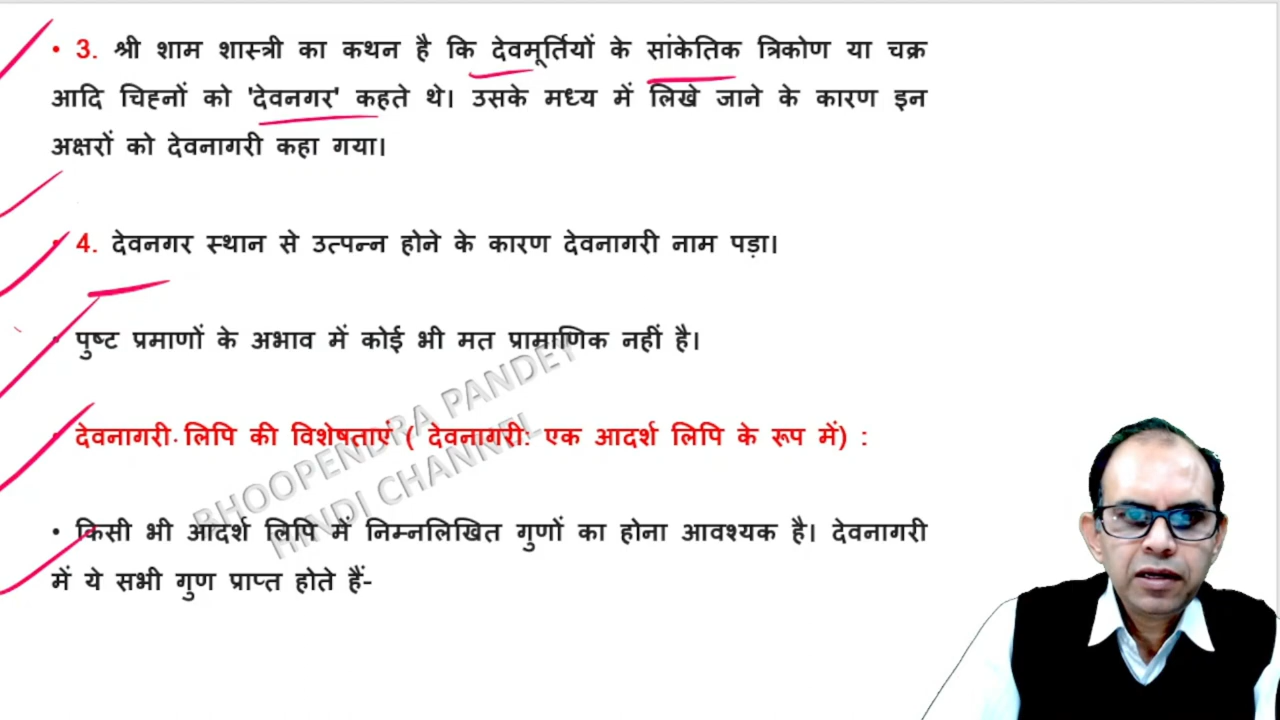 • 3. श्री शाम शास्त्री का कथन है कि देवमूर्तियों के सांकेतिक त्रिकोण या चक्र
आदि चिह्नों को 'देवनगर' कहते थे। उसके मध्य में लिखे जाने के कारण इन
अक्षरों को देवनागरी कहा गया।
• 4. देवनगर स्थान से उत्पन्न होने के कारण देवनागरी नाम पड़ा।
• पुष्ट प्रमाणों के अभाव में कोई भी मत प्रामाणिक नहीं है।
• देवनागरी लिपि की विशेषताएं ( देवनागरी: एक आदर्श लिपि के रूप में) :
• किसी भी आदर्श लिपि में निम्नलिखित गुणों का होना आवश्यक है। देवनागरी
में ये सभी गुण प्राप्त होते हैं-
BHOOPENDRA PANDEY
HINDI CHANNEL